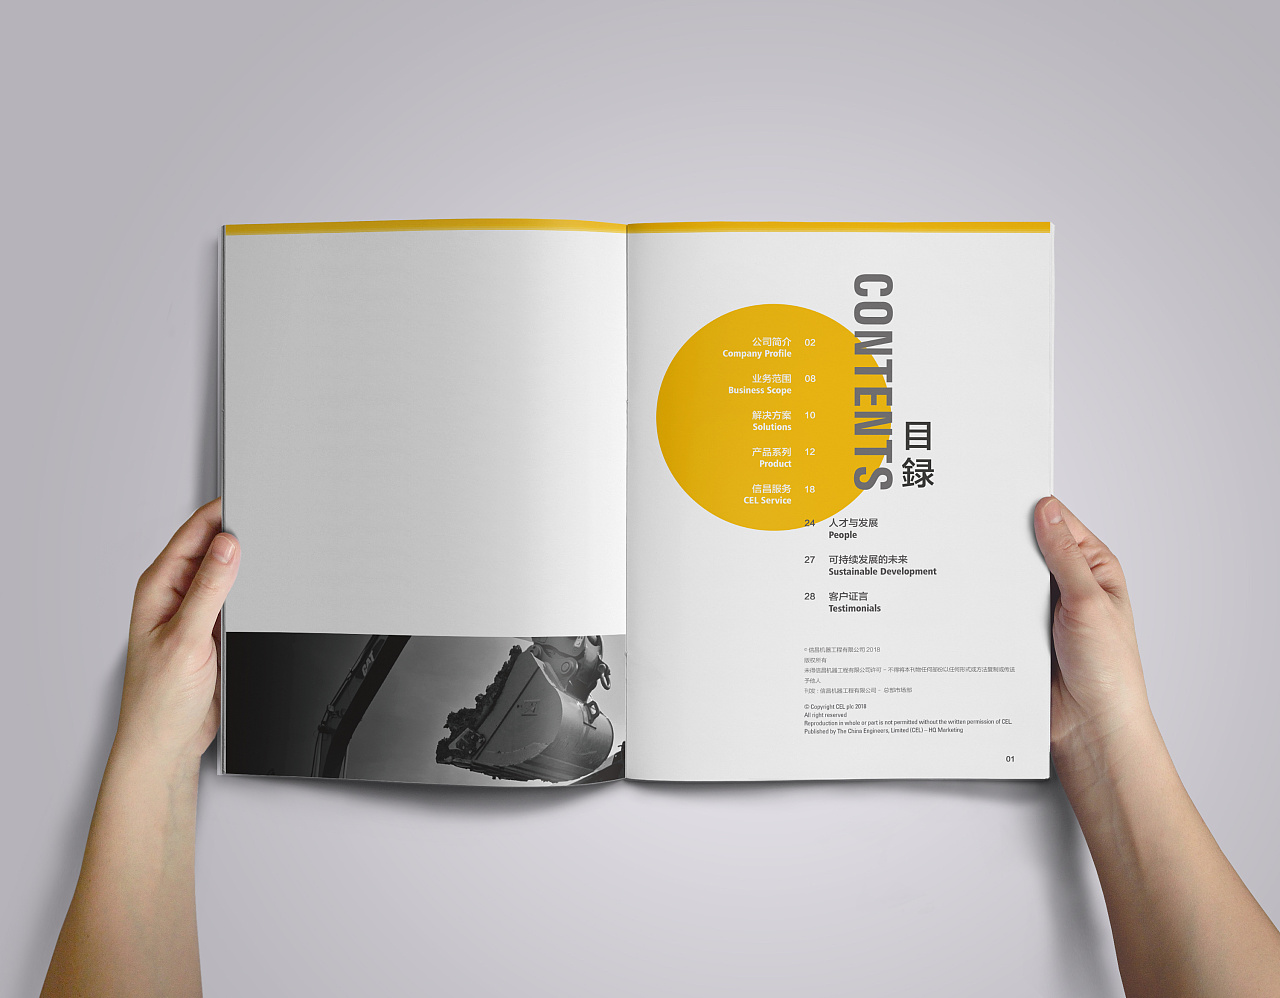 CONTENTS
目
録
公司简介 02
Company Profile
业务范围 08
Business Scope
解决方案 10
Solutions
产品系列 12
Product
信昌服务 18
CEL Service
24 人才与发展
People
27 可持续发展的未来
Sustainable Development
28 客户证言
Testimonials
© 信昌机器工程有限公司 2018
版权所有
未得信昌机器工程有限公司许可 - 不得将本刊物任何部份以任何形式或方法复制或传送
予他人
刊发 : 信昌机器工程有限公司 - 总部市场部
© Copyright CEL plc 2018
All right reserved
Reproduction in whole or part is not permitted without the written permission of CEL.
Published by The China Engineers, Limited (CEL) – HQ Marketing
01
CAT